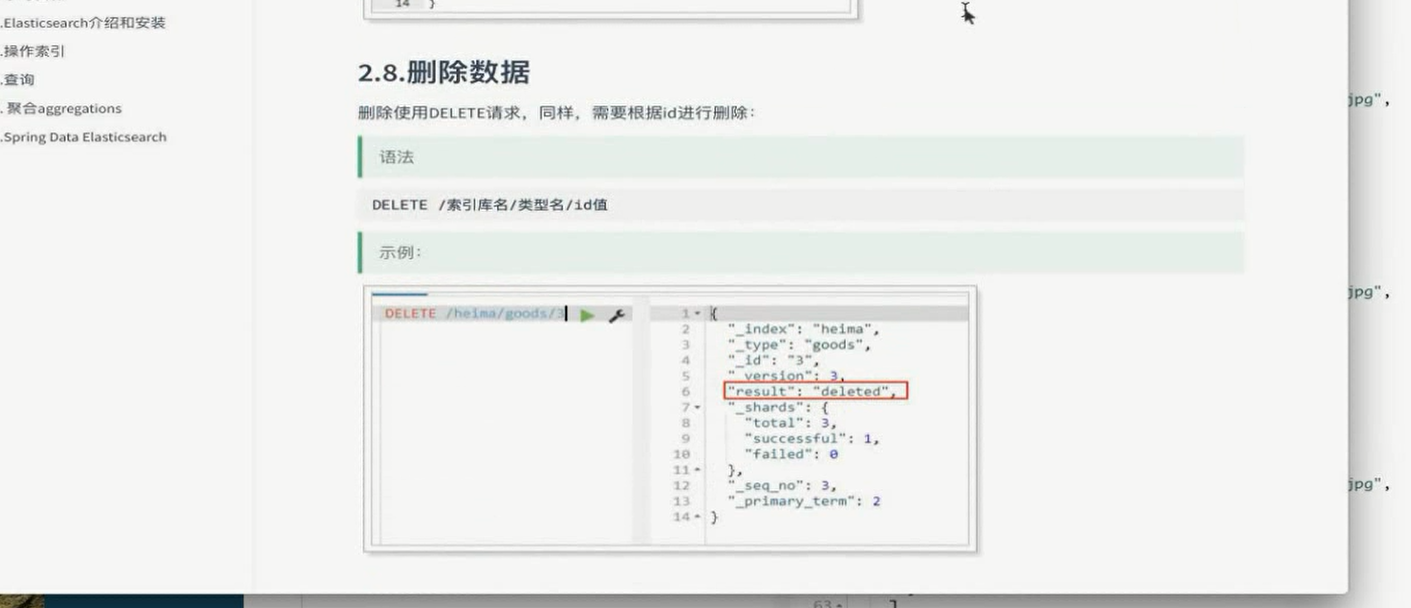 14 }
.Elasticsearch介绍和安装
.操作索引
.查询
. 聚合aggregations
.Spring Data Elasticsearch
2.8.删除数据
删除使用DELETE请求，同样，需要根据id进行删除：
语法
DELETE /索引库名/类型名/id值
示例：
DELETE /heima/goods/3
1 {
2 "_index": "heima",
3 "_type": "goods",
4 "_id": "3",
5 "_version": 3,
6 "result": "deleted",
7 "_shards": {
8 "total": 3,
9 "successful": 1,
10 "failed": 0
11 },
12 "_seq_no": 3,
13 "_primary_term": 2
14 }
jpg",
jpg",
jpg",
63 ]